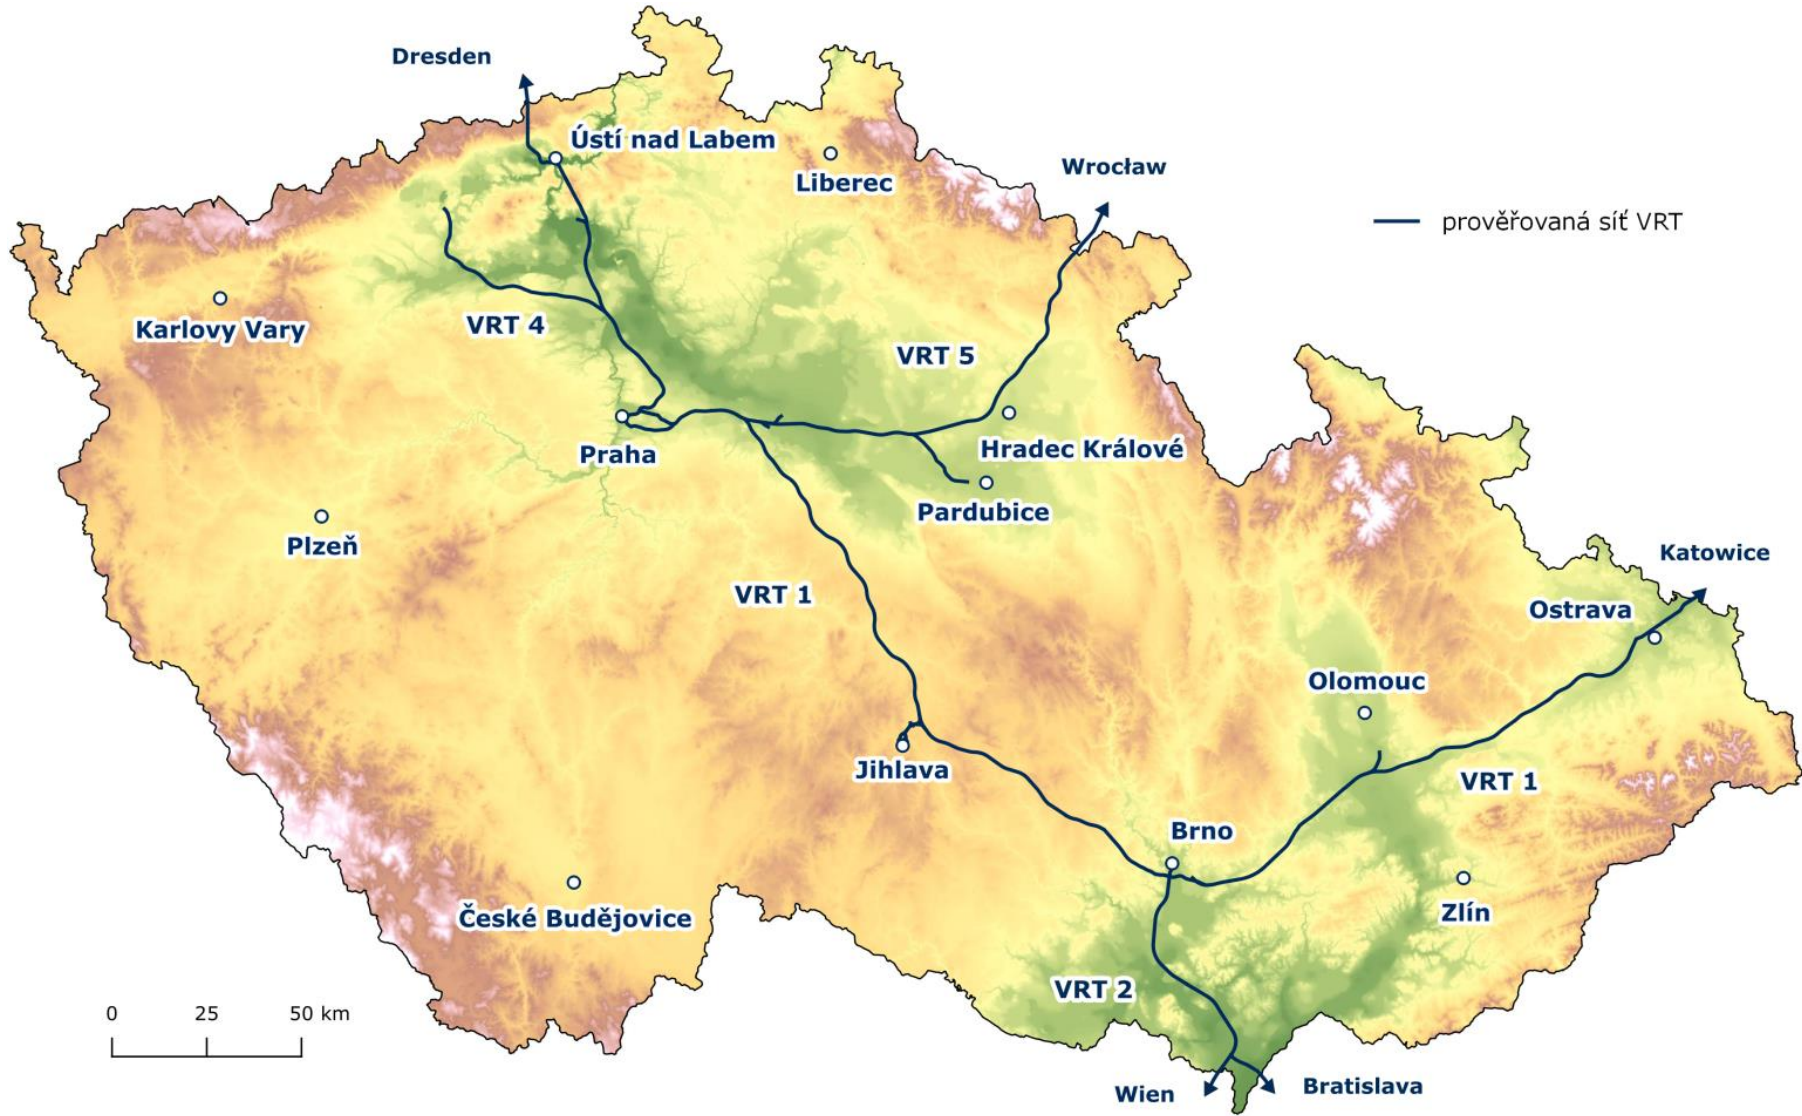 Dresden
Ústí nad Labem
Liberec
Wrocław
prověřovaná síť VRT
Karlovy Vary
VRT 4
VRT 5
Praha
Hradec Králové
Pardubice
Plzeň
VRT 1
Katowice
Ostrava
Olomouc
Jihlava
VRT 1
Brno
České Budějovice
Zlín
VRT 2
0 25 50 km
Wien
Bratislava